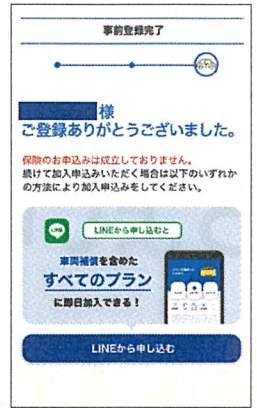 事前登録完了
様
ご登録ありがとうございました。
保険のお申込みは成立しておりません。
続けて加入申込みいただく場合は以下のいずれか
の方法により加入申込みをしてください。
LINEから申し込むと
車両補償を含めた
すべてのプラン
に即日加入できる！
LINEから申し込む